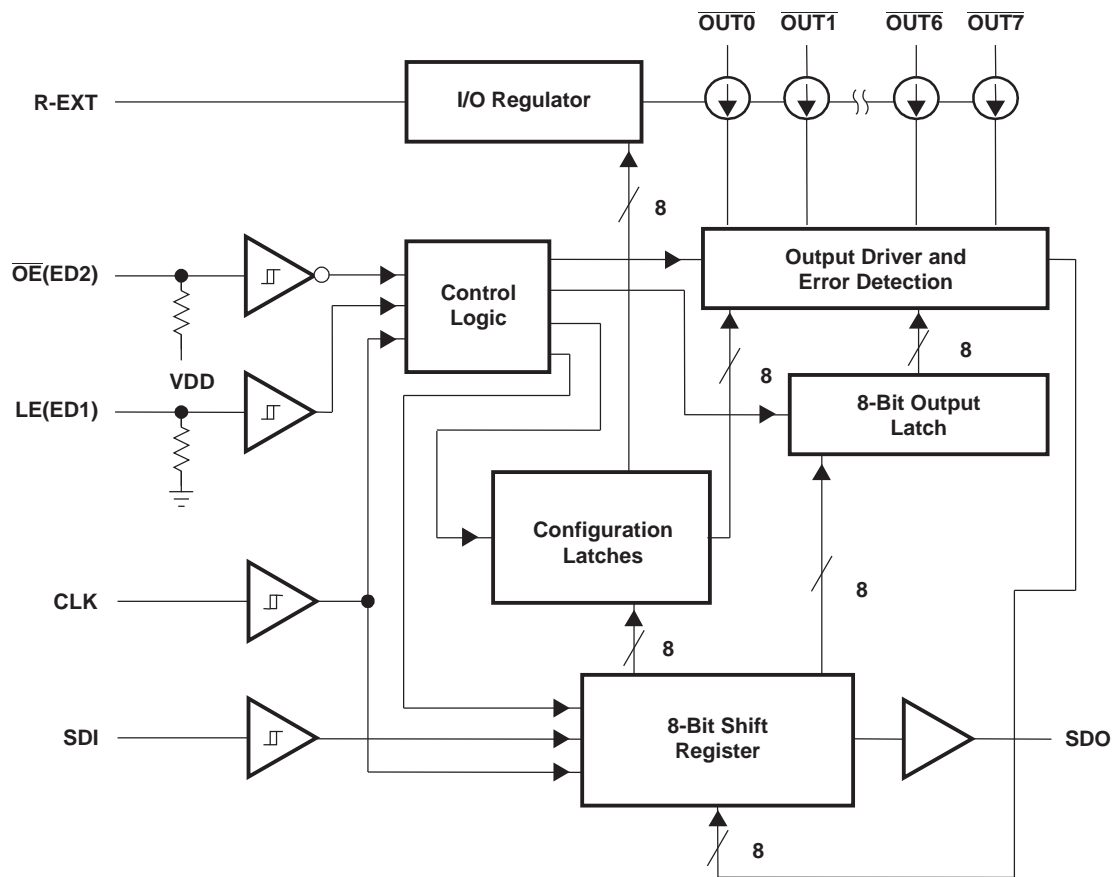 OUT0 OUT1 OUT6 OUT7
R-EXT
I/O Regulator
8
OE(ED2)
Control
Logic
Output Driver and
Error Detection
VDD
8
8
LE(ED1)
8-Bit Output
Latch
Configuration
Latches
CLK
8
8
SDI
8-Bit Shift
Register
SDO
8